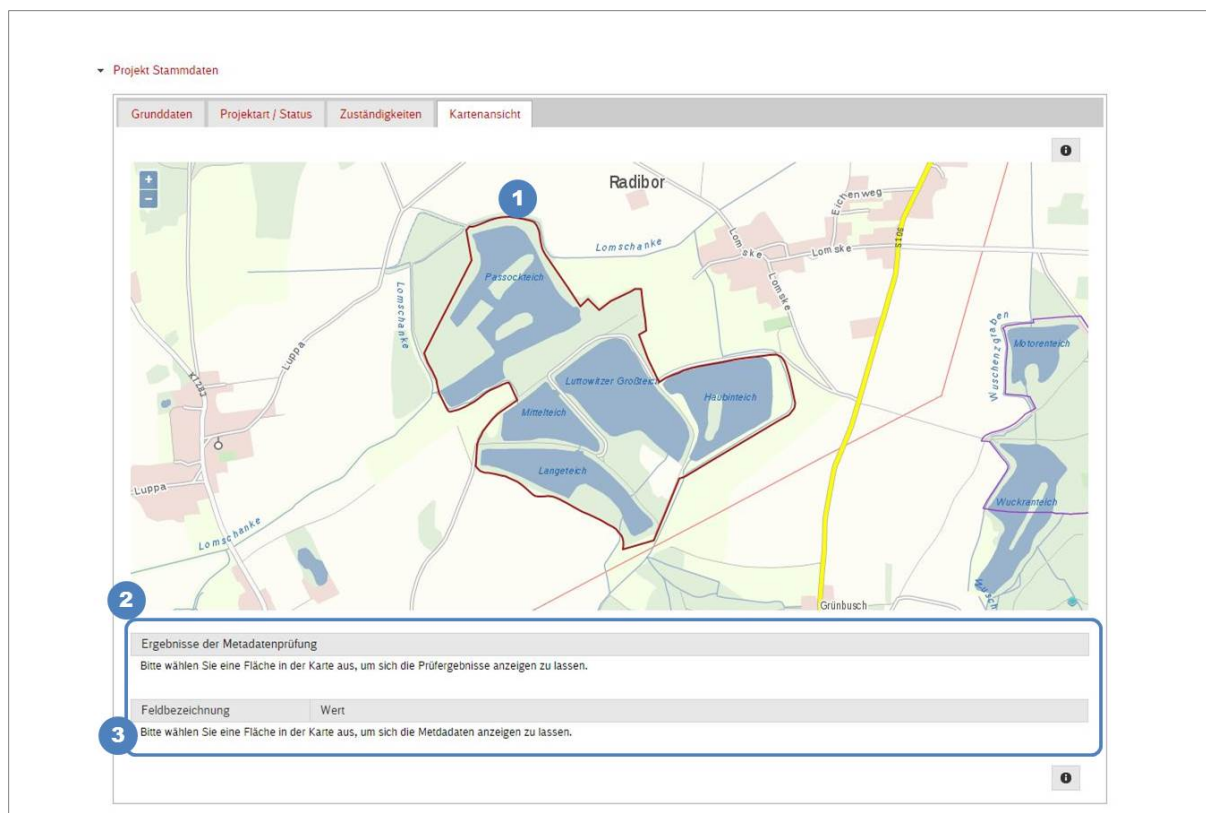 Projekt Stammdaten
Grunddaten Projektart / Status Zuständigkeiten Kartenansicht
+
−
1
Radibor
Eichenweg
S105
Lomske
Lomske
Lomske
Lomschanke
Passockteich
Lomschanke
Luppa
K7283
Wuschenzgraben
Motorenteich
Luttowitzer Großteich
Haubinteich
Mittelteich
Langeteich
Luppa
Wuckranteich
Lomschanke
Wusch
Grünbusch
2
Ergebnisse der Metadatenprüfung
Bitte wählen Sie eine Fläche in der Karte aus, um sich die Prüfergebnisse anzeigen zu lassen.
Feldbezeichnung Wert
3
Bitte wählen Sie eine Fläche in der Karte aus, um sich die Metdadaten anzeigen zu lassen.